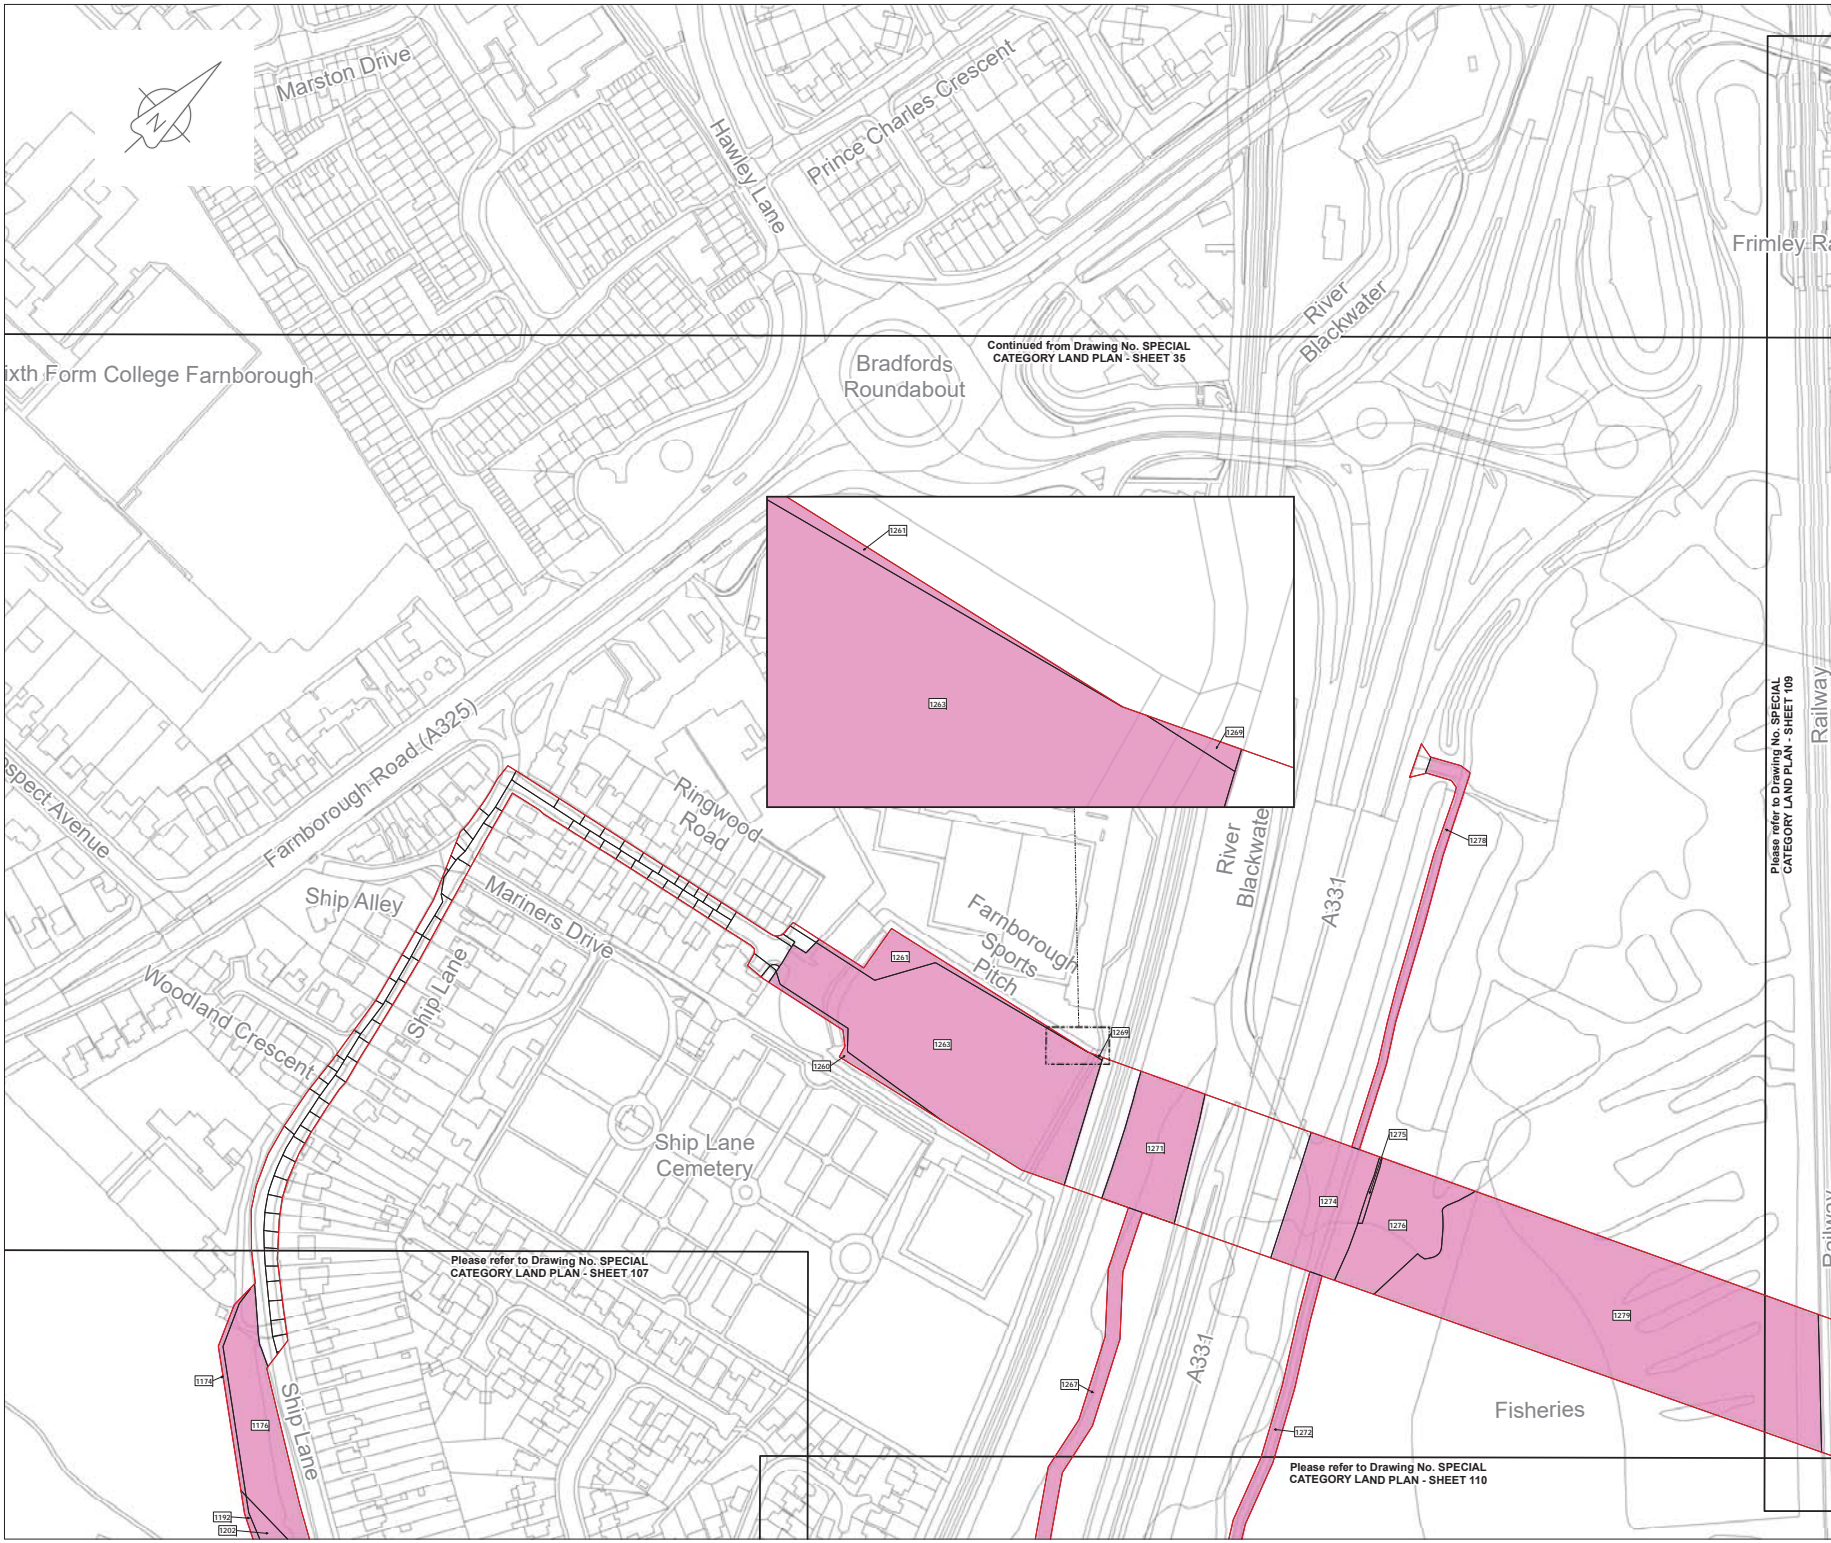 Marston Drive
N
Hawley Lane
Prince Charles Crescent
Frimley Ra
River
Blackwater
Continued from Drawing No. SPECIAL
CATEGORY LAND PLAN - SHEET 35
Bradfords
Roundabout
ixth Form College Farnborough
1261
1263
1269
Please refer to Drawing No. SPECIAL
CATEGORY LAND PLAN - SHEET 109
Railway
Farnborough Road (A325)
ospect Avenue
Ringwood
Road
River
Blackwate
A331
1278
Ship Alley
Mariners Drive
Farnborough
Sports
Pitch
1261
Woodland Crescent
Ship Lane
1263
1269
1260
Ship Lane
Cemetery
1271
1275
1274
1276
Railway
Please refer to Drawing No. SPECIAL
CATEGORY LAND PLAN - SHEET 107
1279
A331
1174
1267
1176
Ship Lane
Fisheries
1272
Please refer to Drawing No. SPECIAL
CATEGORY LAND PLAN - SHEET 110
1192
1202